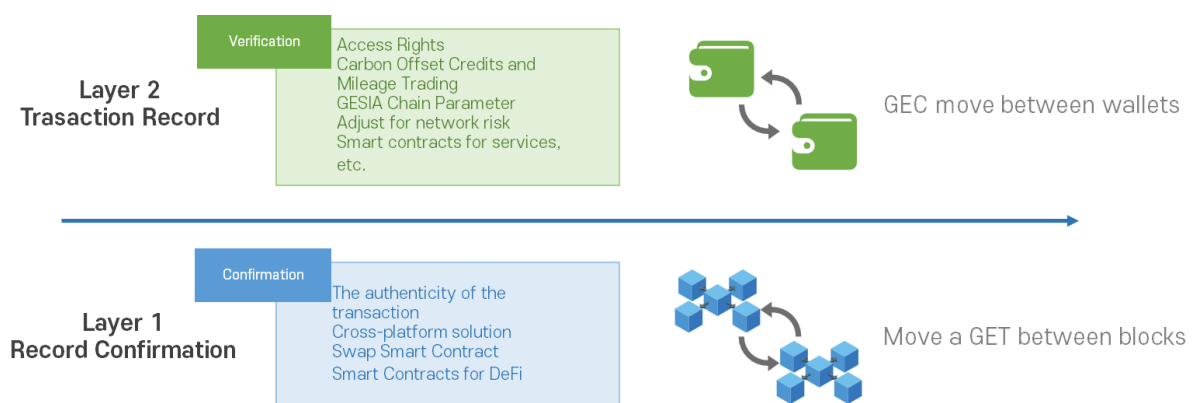 Verification
Access Rights
Carbon Offset Credits and
Mileage Trading
GESIA Chain Parameter
Adjust for network risk
Smart contracts for services,
etc.
Layer 2
Trasaction Record
GEC move between wallets
Confirmation
The authenticity of the
transaction
Cross-platform solution
Swap Smart Contract
Smart Contracts for DeFi
Layer 1
Record Confirmation
Move a GET between blocks